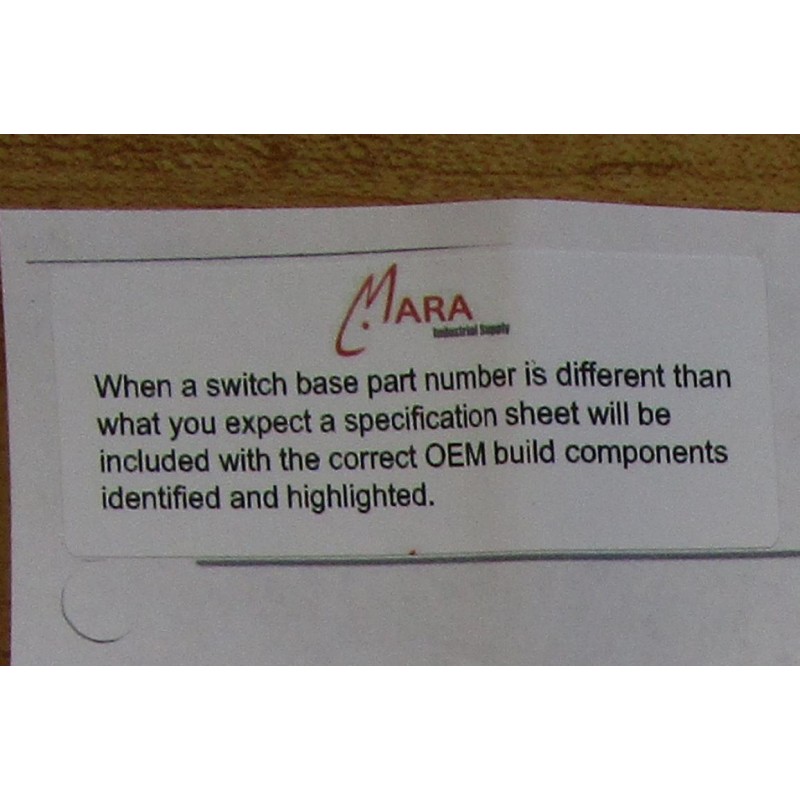 MARA
Industrial Supply
When a switch base part number is different than
what you expect a specification sheet will be
included with the correct OEM build components
identified and highlighted.